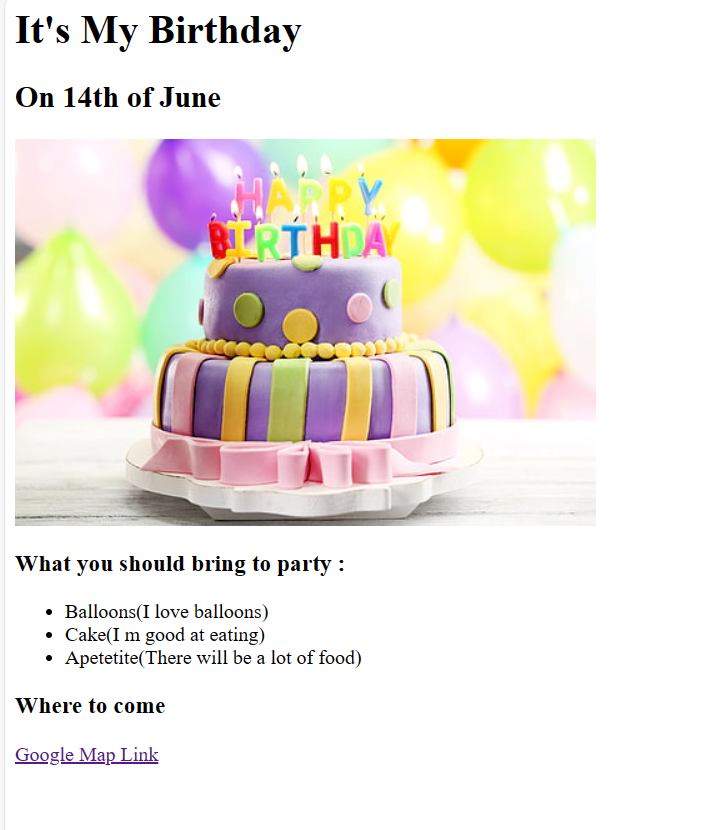 It's My Birthday
On 14th of June
HAPPY
BIRTHDAY
What you should bring to party :
Balloons(I love balloons)
Cake(I m good at eating)
Apetetite(There will be a lot of food)
Where to come
Google Map Link